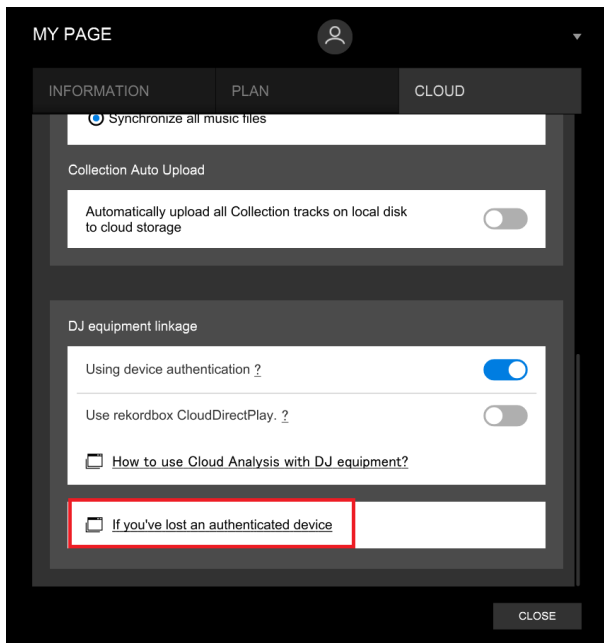 MY PAGE
INFORMATION PLAN CLOUD
Synchronize all music files
Collection Auto Upload
Automatically upload all Collection tracks on local disk
to cloud storage
DJ equipment linkage
Using device authentication ?
Use rekordbox CloudDirectPlay. ?
How to use Cloud Analysis with DJ equipment?
If you've lost an authenticated device
CLOSE